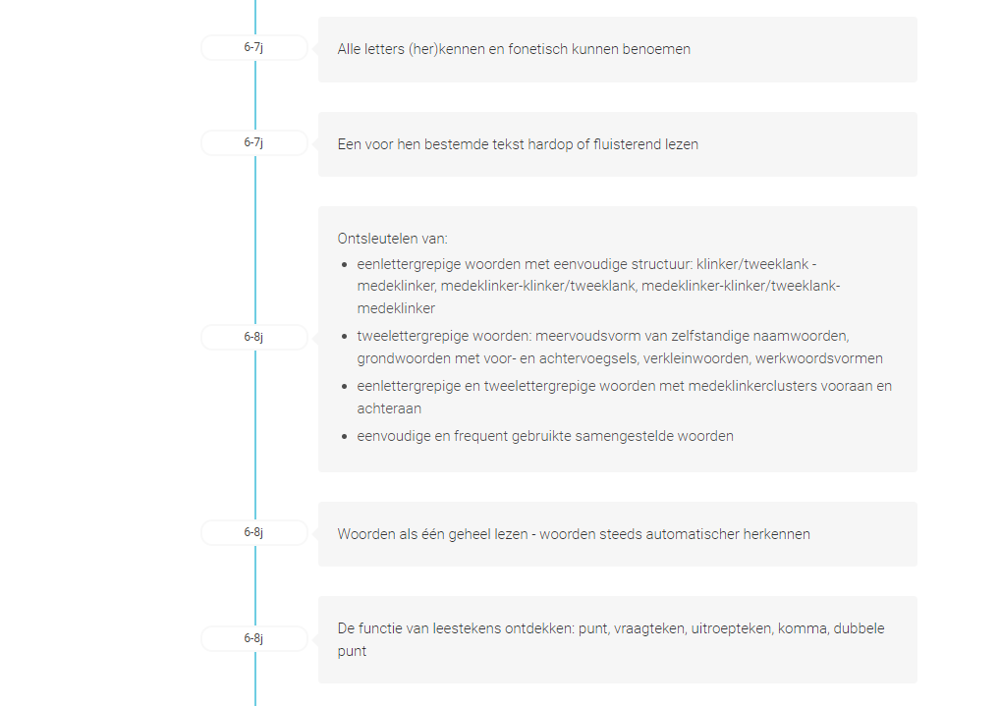 6-7j
Alle letters (her)kennen en fonetisch kunnen benoemen
6-7j
Een voor hen bestemde tekst hardop of fluisterend lezen
6-8j
Ontsleutelen van:
• eenlettergrepige woorden met eenvoudige structuur: klinker/tweeklank -
medeklinker, medeklinker-klinker/tweeklank, medeklinker-klinker/tweeklank-
medeklinker
• tweelettergrepige woorden: meervoudsvorm van zelfstandige naamwoorden,
grondwoorden met voor- en achtervoegsels, verkleinwoorden, werkwoordsvormen
• eenlettergrepige en tweelettergrepige woorden met medeklinkerclusters vooraan en
achteraan
• eenvoudige en frequent gebruikte samengestelde woorden
6-8j
Woorden als één geheel lezen - woorden steeds automatischer herkennen
6-8j
De functie van leestekens ontdekken: punt, vraagteken, uitroepteken, komma, dubbele
punt